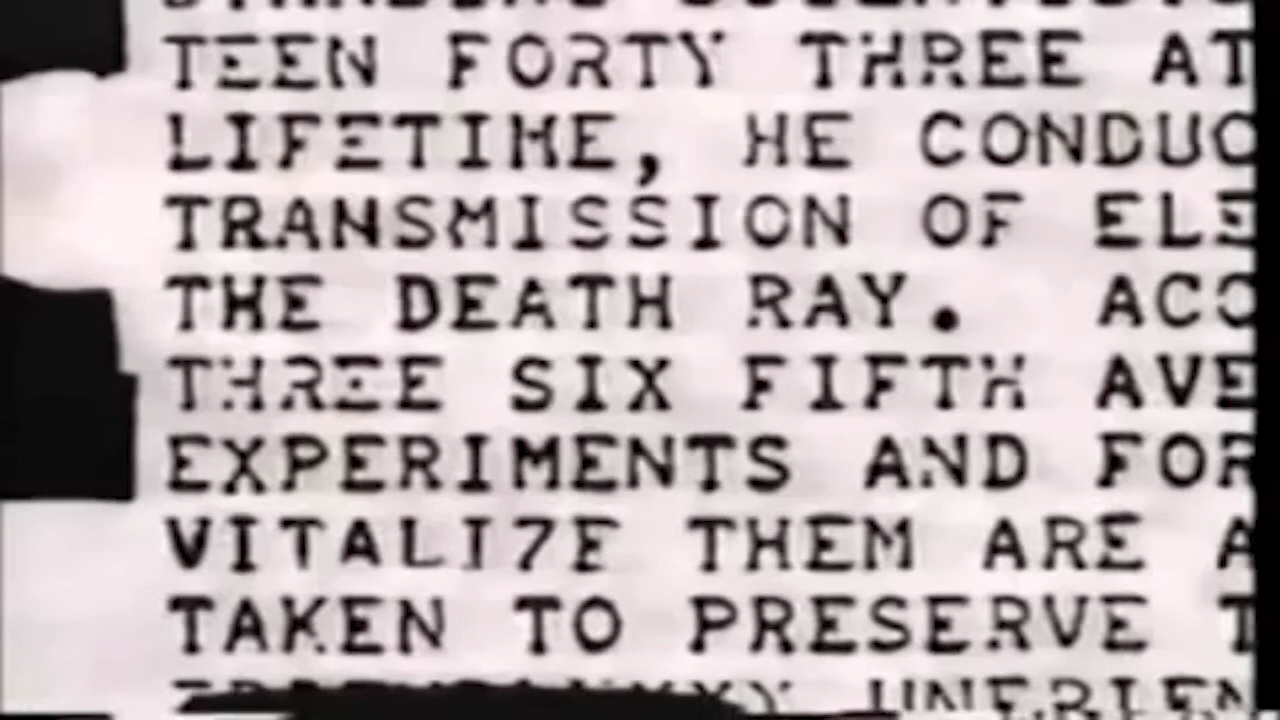 TEEN FORTY THREE AT
LIFETIME, HE CONDUC
TRANSMISSION OF ELE
THE DEATH RAY. ACC
THREE SIX FIFTH AVE
EXPERIMENTS AND FOR
VITALIZE THEM ARE A
TAKEN TO PRESERVE T